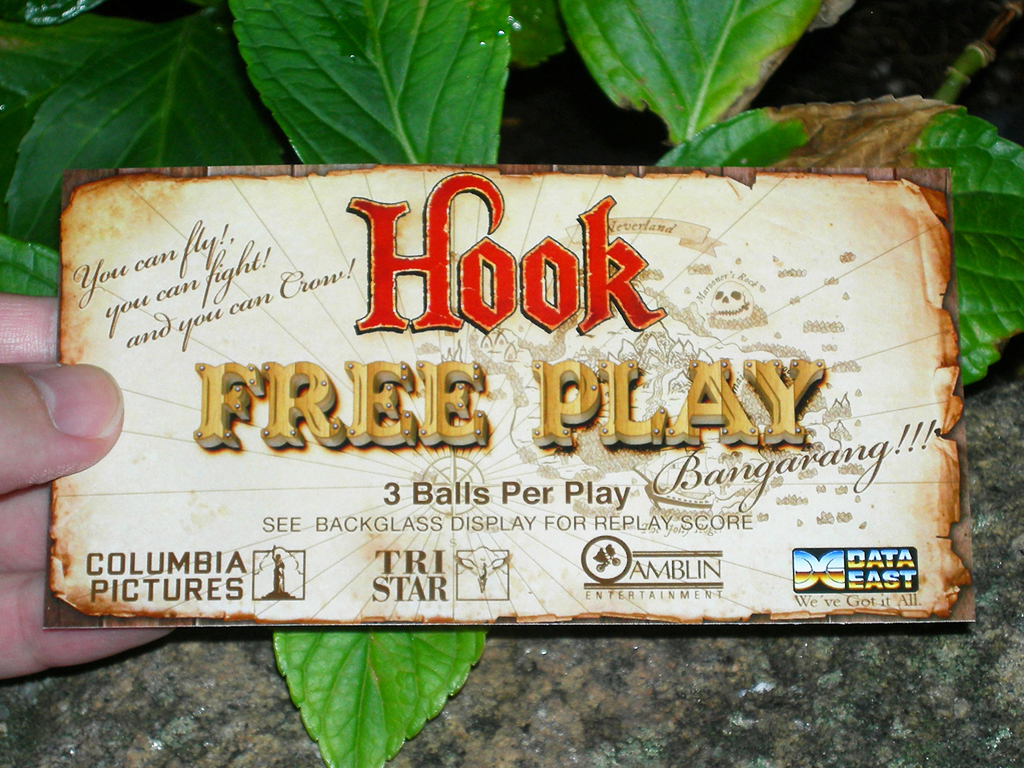 Hook
You can fly!,
you can fight!
and you can Crow!
Neverland
Marooner's Rock
FREE PLAY
Bangarang!!!
3 Balls Per Play
SEE BACKGLASS DISPLAY FOR REPLAY SCORE
COLUMBIA
PICTURES
TRI
STAR
AMBLIN
ENTERTAINMENT
DATA
EAST
We've Got it All.